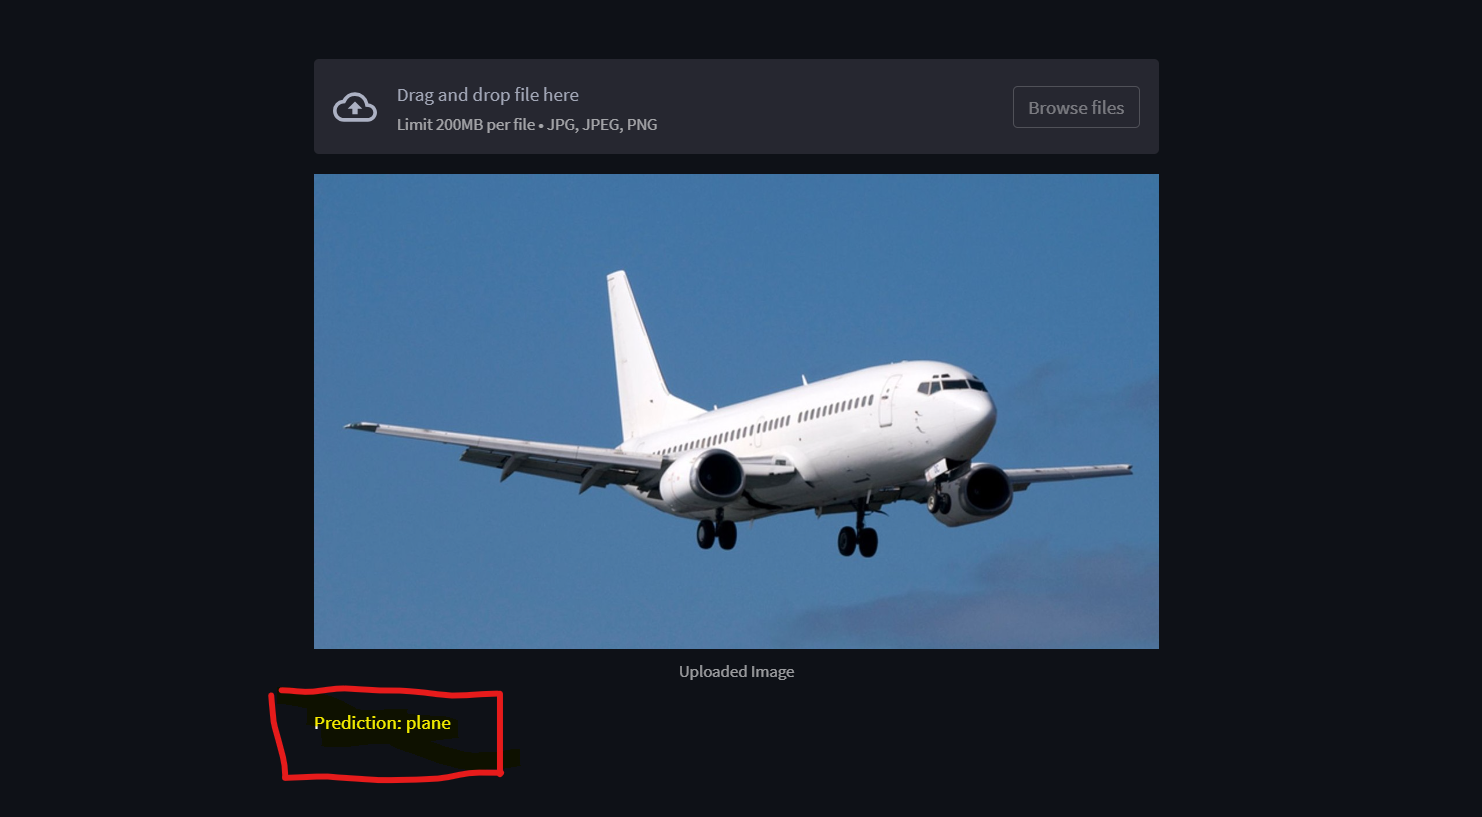 Drag and drop file here
Limit 200MB per file • JPG, JPEG, PNG
Browse files
Uploaded Image
Prediction: plane